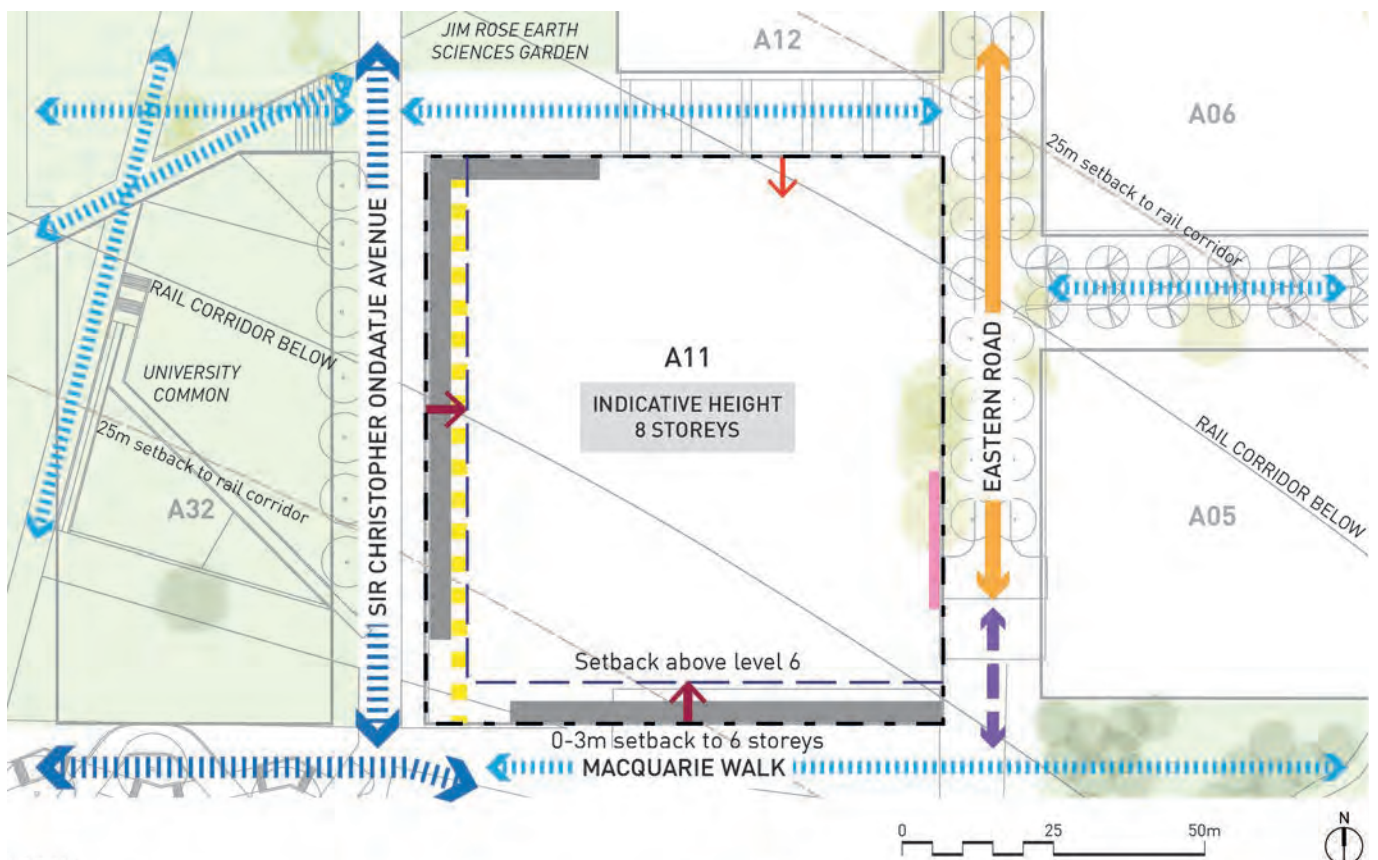 JIM ROSE EARTH
SCIENCES GARDEN
A12
A06
25m setback to rail corridor
SIR CHRISTOPHER ONDAATJE AVENUE
RAIL CORRIDOR BELOW
UNIVERSITY
COMMON
25m setback to rail corridor
A32
A11
INDICATIVE HEIGHT
8 STOREYS
EASTERN ROAD
RAIL CORRIDOR BELOW
A05
Setback above level 6
0-3m setback to 6 storeys
MACQUARIE WALK
0 25 50m
N